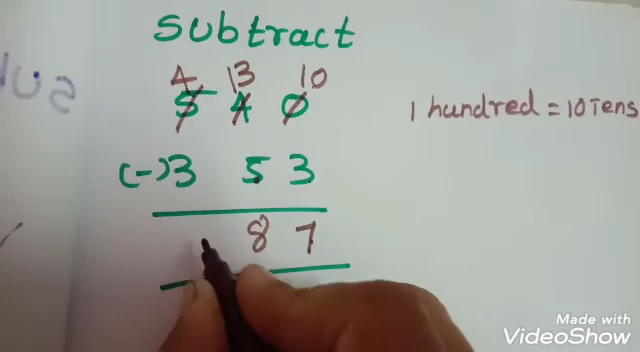 Subtract
4 13 10
5 4 0
1 hundred = 10 Tens
(-) 3 5 3
8 7
Made with
VideoShow